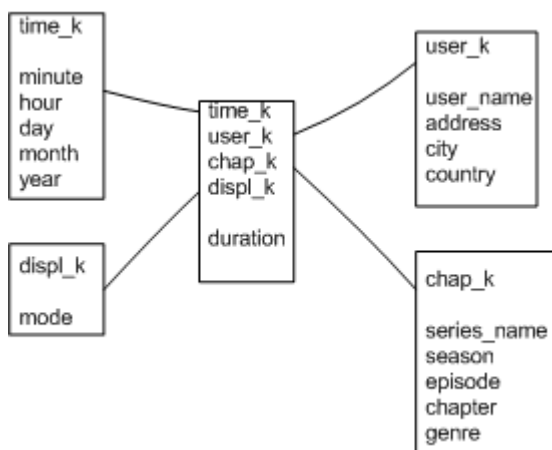 time_k
minute
hour
day
month
year
displ_k
mode
time_k
user_k
chap_k
displ_k
duration
user_k
user_name
address
city
country
chap_k
series_name
season
episode
chapter
genre